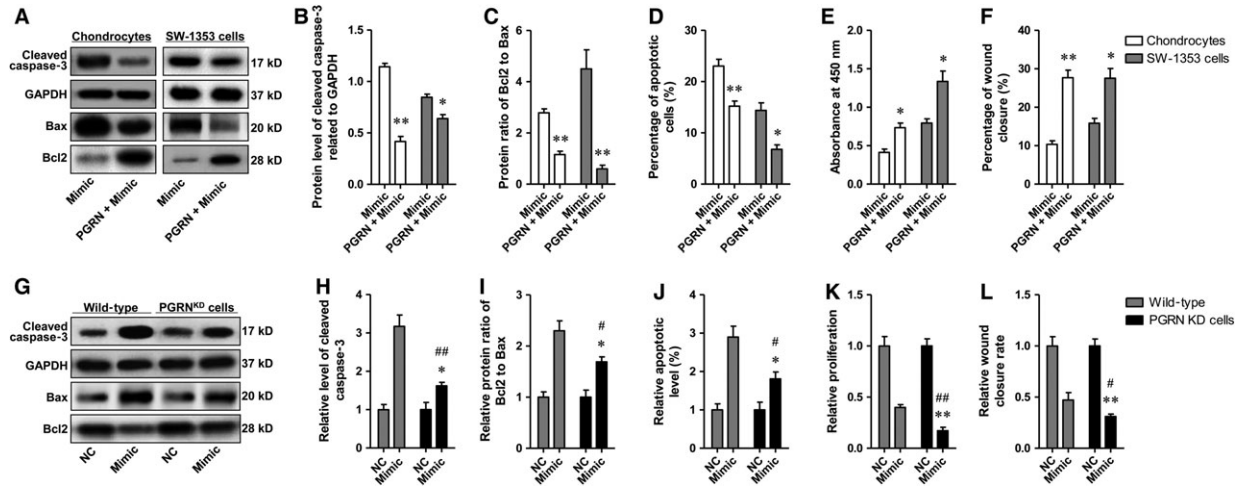 A
Chondrocytes SW-1353 cells
Cleaved
caspase-3
17 kD
GAPDH
37 kD
Bax
20 kD
Bcl2
28 kD
Mimic
PGRN + Mimic
Mimic
PGRN + Mimic
B
Protein level of cleaved caspase-3
related to GAPDH
1.5
1.0
0.5
0.0
**
*
Mimic
PGRN + Mimic
Mimic
PGRN + Mimic
C
Protein ratio of Bcl2 to Bax
6
4
2
0
**
**
Mimic
PGRN + Mimic
Mimic
PGRN + Mimic
D
Percentage of apoptotic
cells (%)
30
20
10
0
**
*
Mimic
PGRN + Mimic
Mimic
PGRN + Mimic
E
Absorbance at 450 nm
2.0
1.5
1.0
0.5
0.0
*
*
Mimic
PGRN + Mimic
Mimic
PGRN + Mimic
F
Percentage of wound
closure (%)
40
30
20
10
0
**
*
Mimic
PGRN + Mimic
Mimic
PGRN + Mimic
Chondrocytes
SW-1353 cells
G
Wild-type PGRNKD cells
Cleaved
caspase-3
17 kD
GAPDH
37 kD
Bax
20 kD
Bcl2
28 kD
NC
Mimic
NC
Mimic
H
Relative level of cleaved
caspase-3
4
3
2
1
0
##
*
NC
Mimic
NC
Mimic
I
Relative protein ratio of
Bcl2 to Bax
3
2
1
0
#
*
NC
Mimic
NC
Mimic
J
Relative apoptotic
level (%)
4
3
2
1
0
#
*
NC
Mimic
NC
Mimic
K
Relative proliferation
1.5
1.0
0.5
0.0
##
**
NC
Mimic
NC
Mimic
L
Relative wound
closure rate
1.5
1.0
0.5
0.0
#
**
NC
Mimic
NC
Mimic
Wild-type
PGRN KD cells